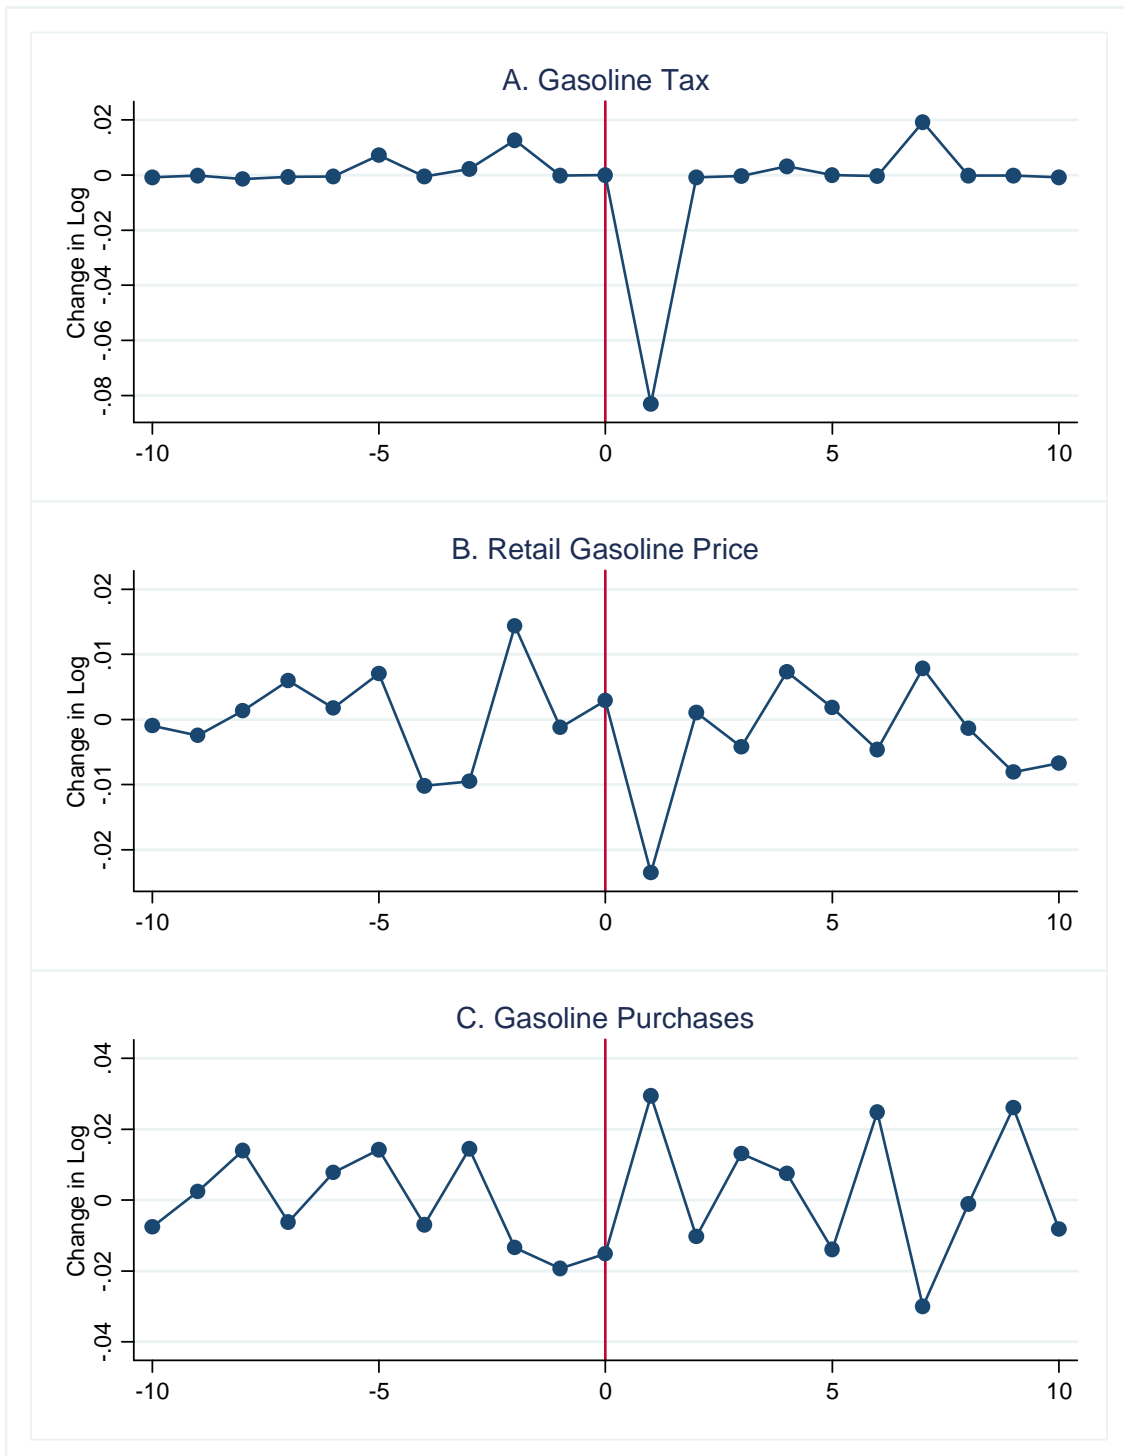 A. Gasoline Tax
Change in Log
.02
0
-.02
-.04
-.06
-.08
-10 -5 0 5 10
B. Retail Gasoline Price
Change in Log
.02
.01
0
-.01
-.02
-10 -5 0 5 10
C. Gasoline Purchases
Change in Log
.04
.02
0
-.02
-.04
-10 -5 0 5 10